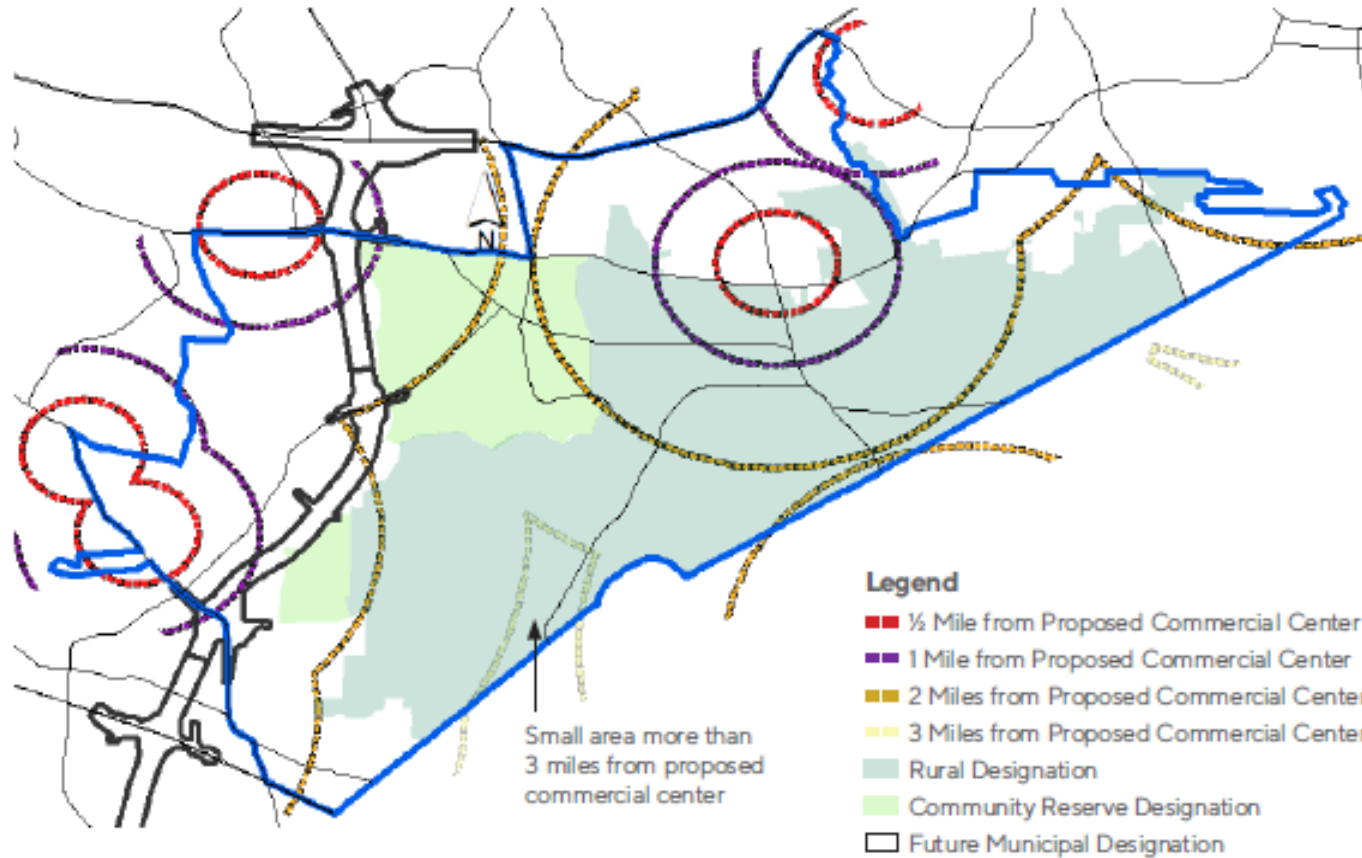 N
Small area more than
3 miles from proposed
commercial center
Legend
½ Mile from Proposed Commercial Center
1 Mile from Proposed Commercial Center
2 Miles from Proposed Commercial Center
3 Miles from Proposed Commercial Center
Rural Designation
Community Reserve Designation
Future Municipal Designation